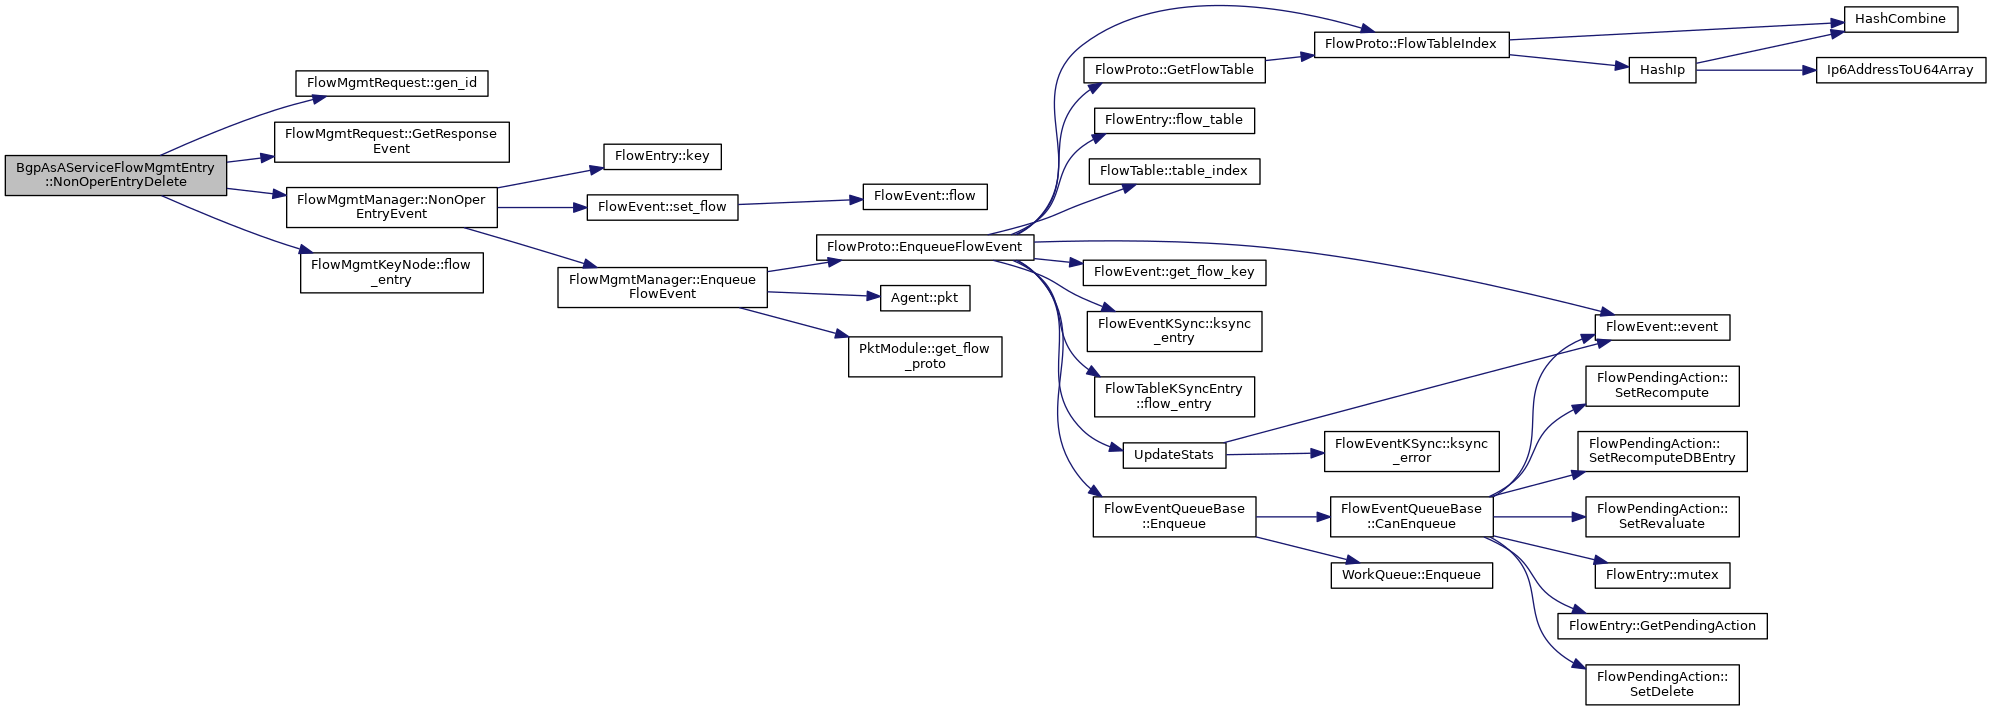 BgpAsAServiceFlowMgmtEntry
::NonOperEntryDelete
FlowMgmtRequest::gen_id
FlowMgmtRequest::GetResponse
Event
FlowMgmtManager::NonOper
EntryEvent
FlowMgmtKeyNode::flow
_entry
FlowEntry::key
FlowEvent::set_flow
FlowMgmtManager::Enqueue
FlowEvent
FlowEvent::flow
FlowProto::EnqueueFlowEvent
Agent::pkt
PktModule::get_flow
_proto
FlowProto::GetFlowTable
FlowEntry::flow_table
FlowTable::table_index
FlowEvent::get_flow_key
FlowEventKSync::ksync
_entry
FlowTableKSyncEntry
::flow_entry
UpdateStats
FlowEventQueueBase
::Enqueue
FlowProto::FlowTableIndex
FlowEventKSync::ksync
_error
FlowEventQueueBase
::CanEnqueue
WorkQueue::Enqueue
HashIp
FlowEvent::event
FlowPendingAction::
SetRecompute
FlowPendingAction::
SetRecomputeDBEntry
FlowPendingAction::
SetRevaluate
FlowEntry::mutex
FlowEntry::GetPendingAction
FlowPendingAction::
SetDelete
HashCombine
Ip6AddressToU64Array